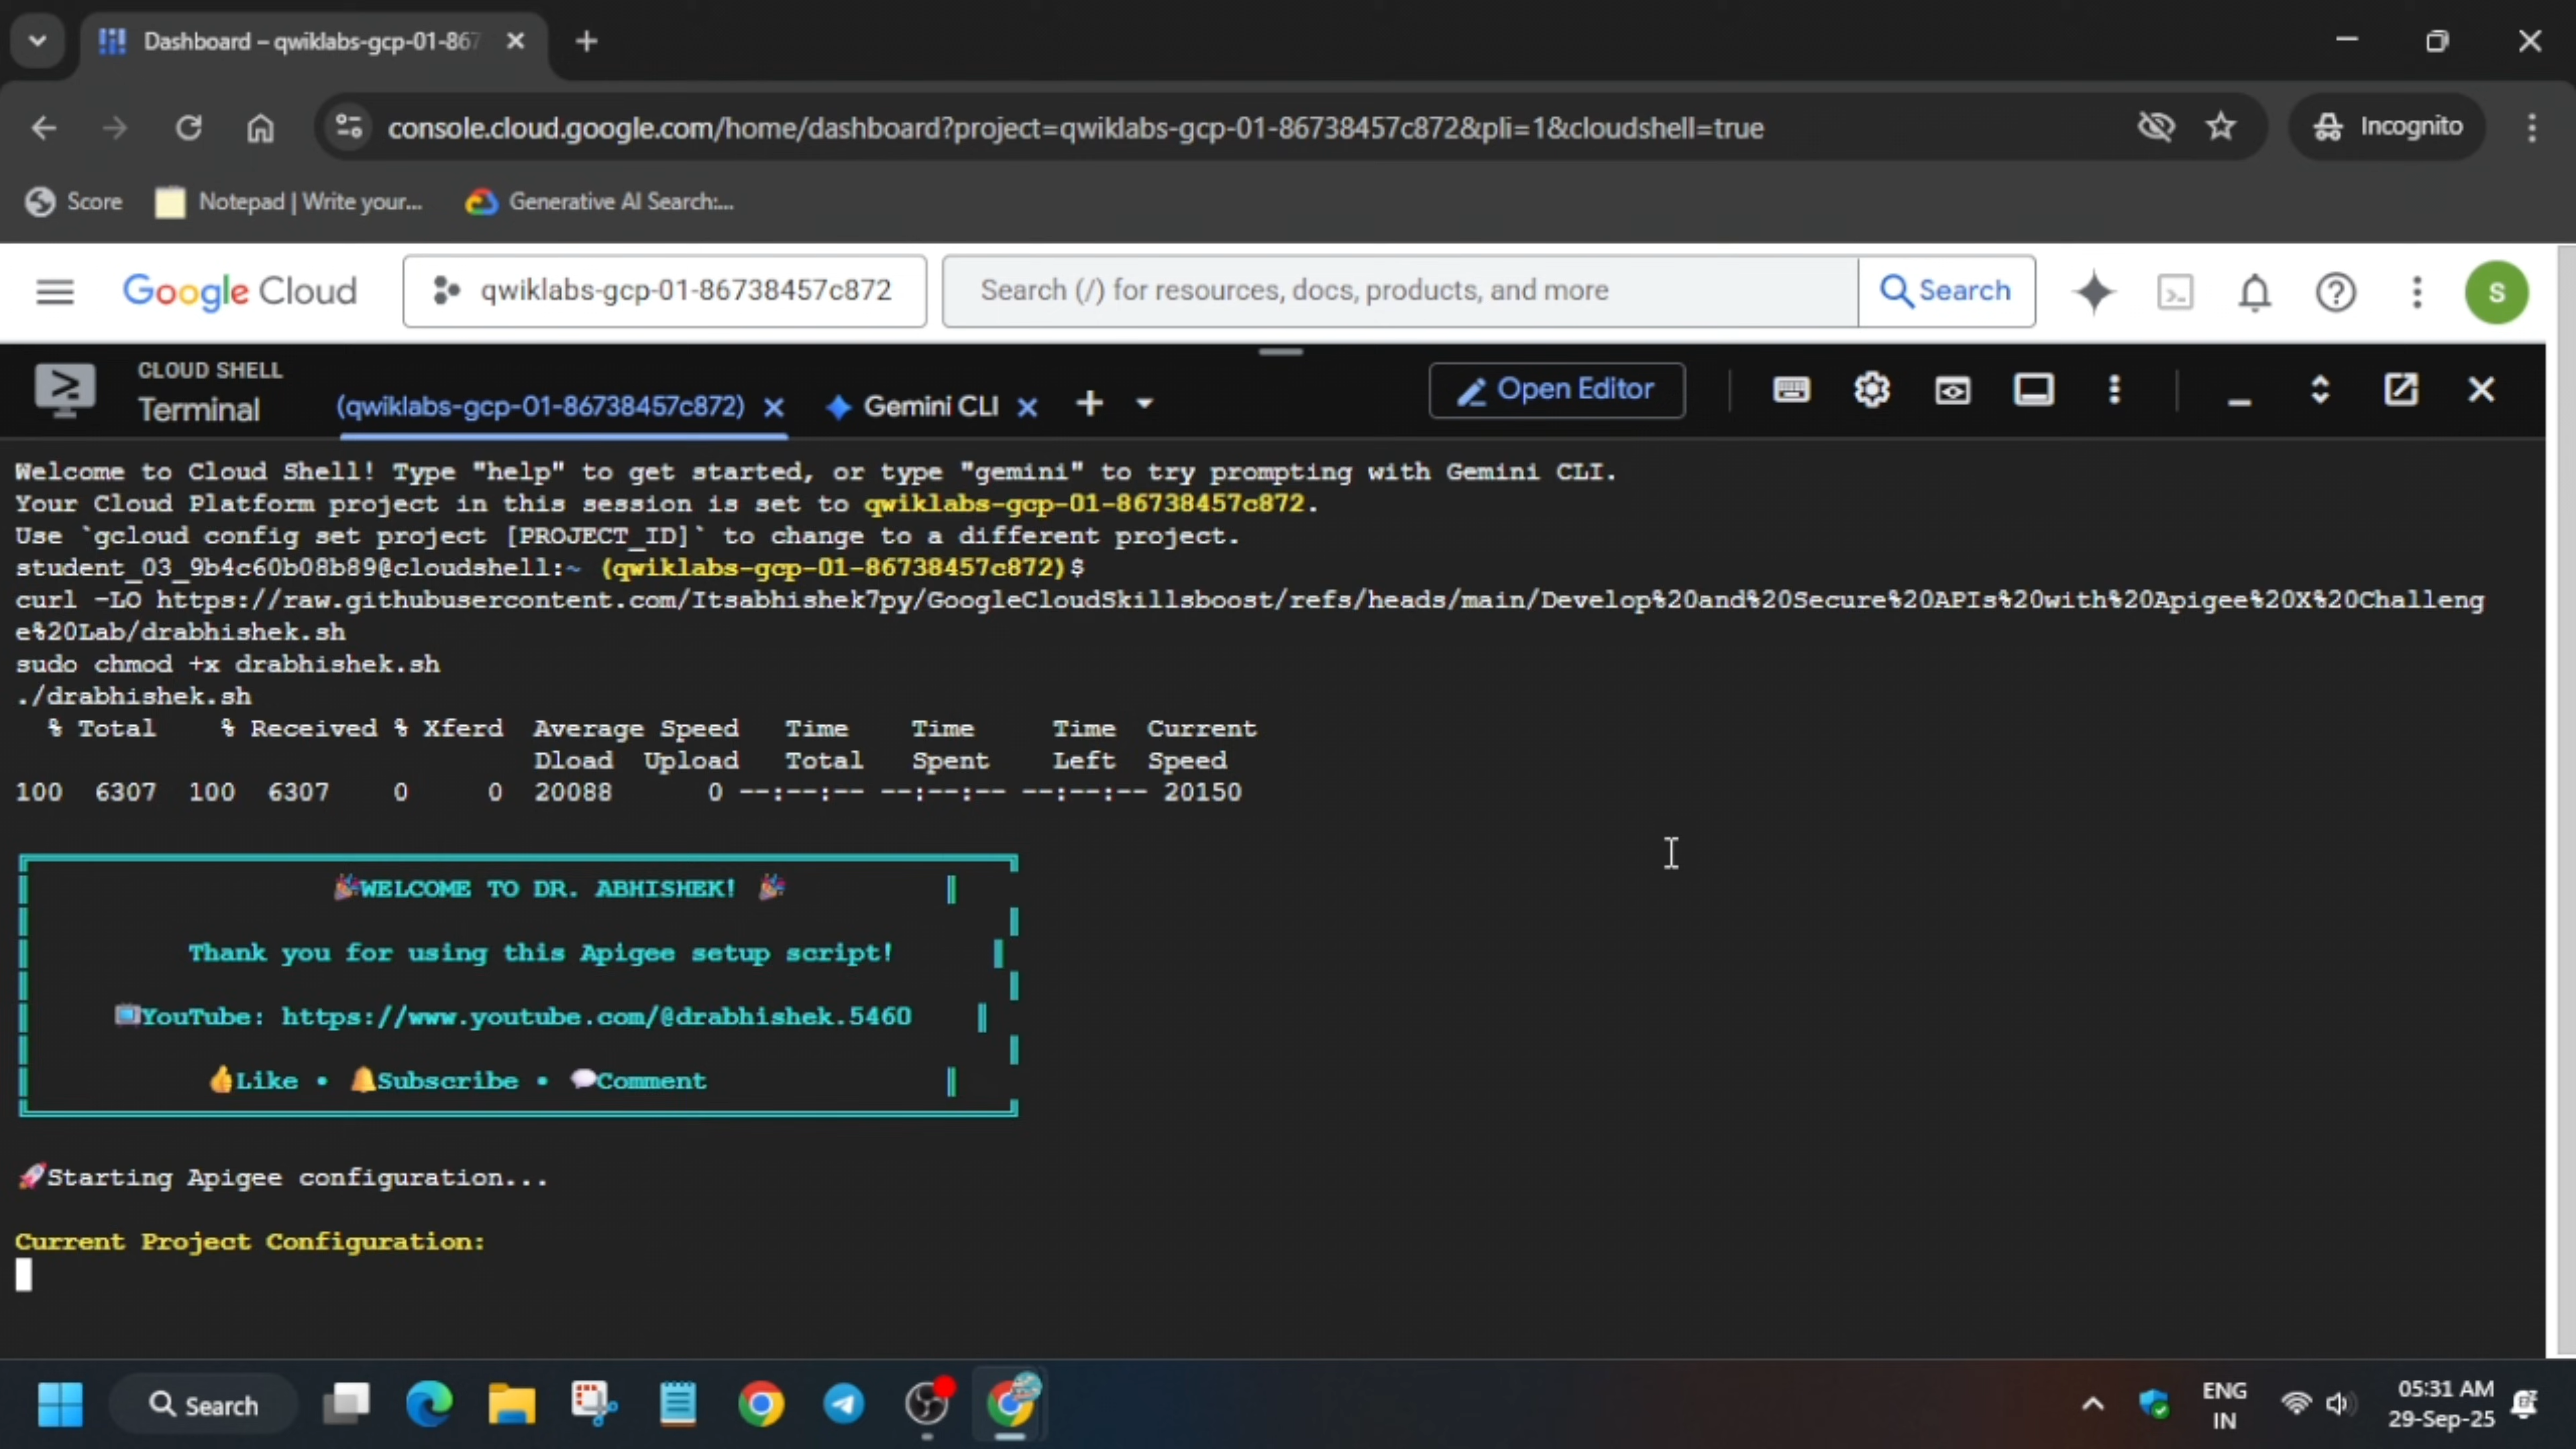 Dashboard – qwiklabs-gcp-01-867
console.cloud.google.com/home/dashboard?project=qwiklabs-gcp-01-86738457c872&pli=1&cloudshell=true
Incognito
Score
Notepad | Write your...
Generative AI Search:...
Google Cloud
qwiklabs-gcp-01-86738457c872
Search (/) for resources, docs, products, and more
Search
S
CLOUD SHELL
Terminal
(qwiklabs-gcp-01-86738457c872)
Gemini CLI
Open Editor
Welcome to Cloud Shell! Type "help" to get started, or type "gemini" to try prompting with Gemini CLI.
Your Cloud Platform project in this session is set to qwiklabs-gcp-01-86738457c872.
Use `gcloud config set project [PROJECT_ID]` to change to a different project.
student_03_9b4c60b08b89@cloudshell:~ (qwiklabs-gcp-01-86738457c872)$
curl -LO https://raw.githubusercontent.com/Itsabhishek7py/GoogleCloudSkillsboost/refs/heads/main/Develop%20and%20Secure%20APIs%20with%20Apigee%20X%20Challeng
e%20Lab/drabhishek.sh
sudo chmod +x drabhishek.sh
./drabhishek.sh
% Total % Received % Xferd Average Speed Time Time Time Current
Dload Upload Total Spent Left Speed
100 6307 100 6307 0 0 20088 0 --:--:-- --:--:-- --:--:-- 20150
🎉WELCOME TO DR. ABHISHEK! 🎉
Thank you for using this Apigee setup script!
📺YouTube: https://www.youtube.com/@drabhishek.5460
👍Like • 🔔Subscribe • 💬Comment
🚀Starting Apigee configuration...
Current Project Configuration:
Search
ENG
IN
05:31 AM
29-Sep-25